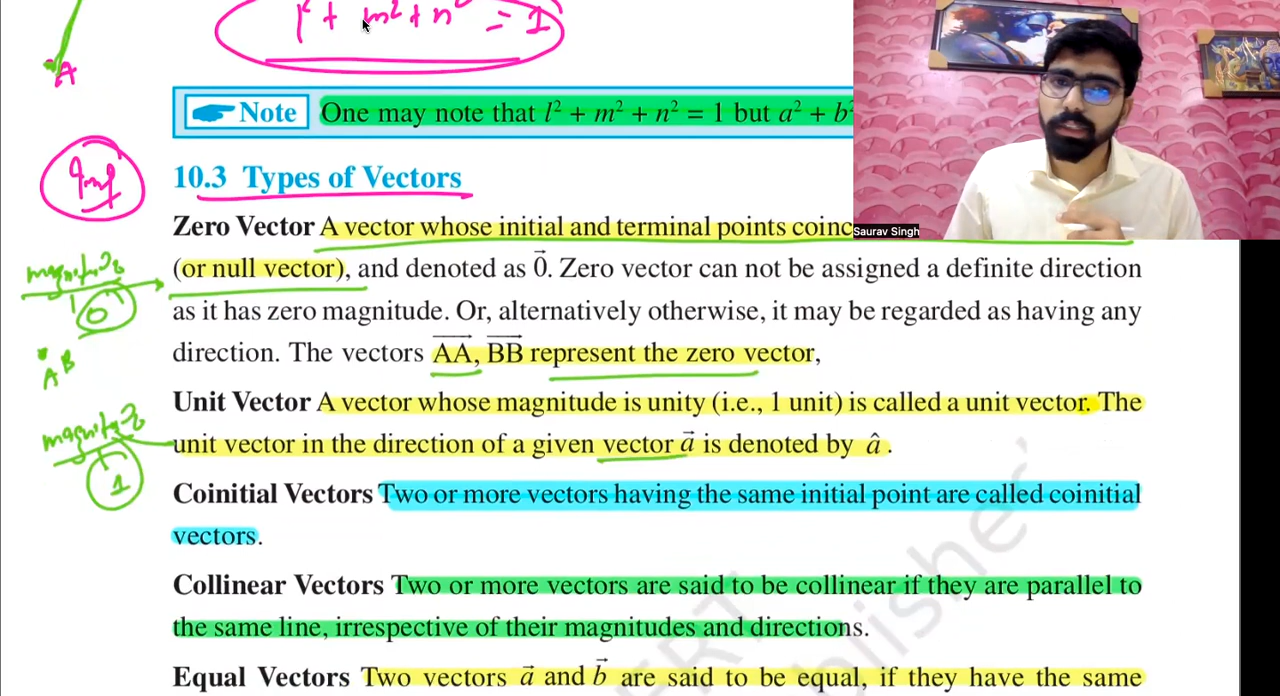 l² + m² + n² = 1
A
Note One may note that l² + m² + n² = 1 but a² + b²
Imp
10.3 Types of Vectors
Zero Vector A vector whose initial and terminal points coinc
Saurav Singh
(or null vector), and denoted as 0⃗. Zero vector can not be assigned a definite direction
as it has zero magnitude. Or, alternatively otherwise, it may be regarded as having any
direction. The vectors AA⃗, BB⃗ represent the zero vector,
0
A B
Unit Vector A vector whose magnitude is unity (i.e., 1 unit) is called a unit vector. The
unit vector in the direction of a given vector a⃗ is denoted by â .
1
Coinitial Vectors Two or more vectors having the same initial point are called coinitial
vectors.
Collinear Vectors Two or more vectors are said to be collinear if they are parallel to
the same line, irrespective of their magnitudes and directions.
Equal Vectors Two vectors a⃗ and b⃗ are said to be equal, if they have the same